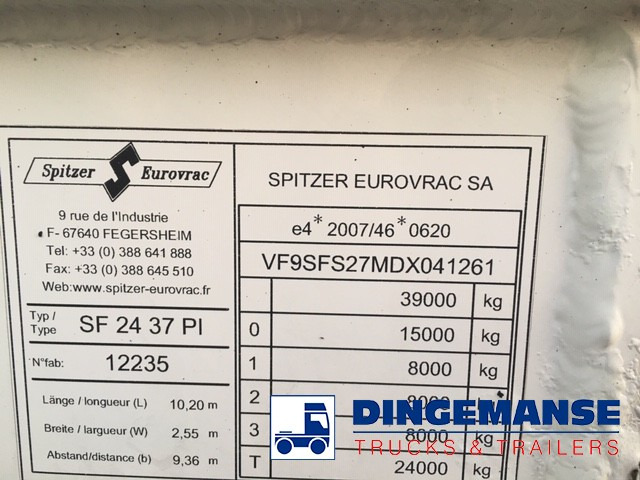 Spitzer S Eurovrac
9 rue de l'Industrie
F- 67640 FEGERSHEIM
Tel: +33 (0) 388 641 888
Fax: +33 (0) 388 645 510
Web:www.spitzer-eurovrac.fr
Typ / Type SF 24 37 PI
N°fab: 12235
Länge / longueur (L) 10,20 m
Breite / largueur (W) 2,55 m
Abstand/distance (b) 9,36 m
SPITZER EUROVRAC SA
e4*2007/46*0620
VF9SFS27MDX041261
39000 kg
0 15000 kg
1 8000 kg
2 8000
3 8000 kg
T 24000 kg
DINGEMANSE
TRUCKS & TRAILERS